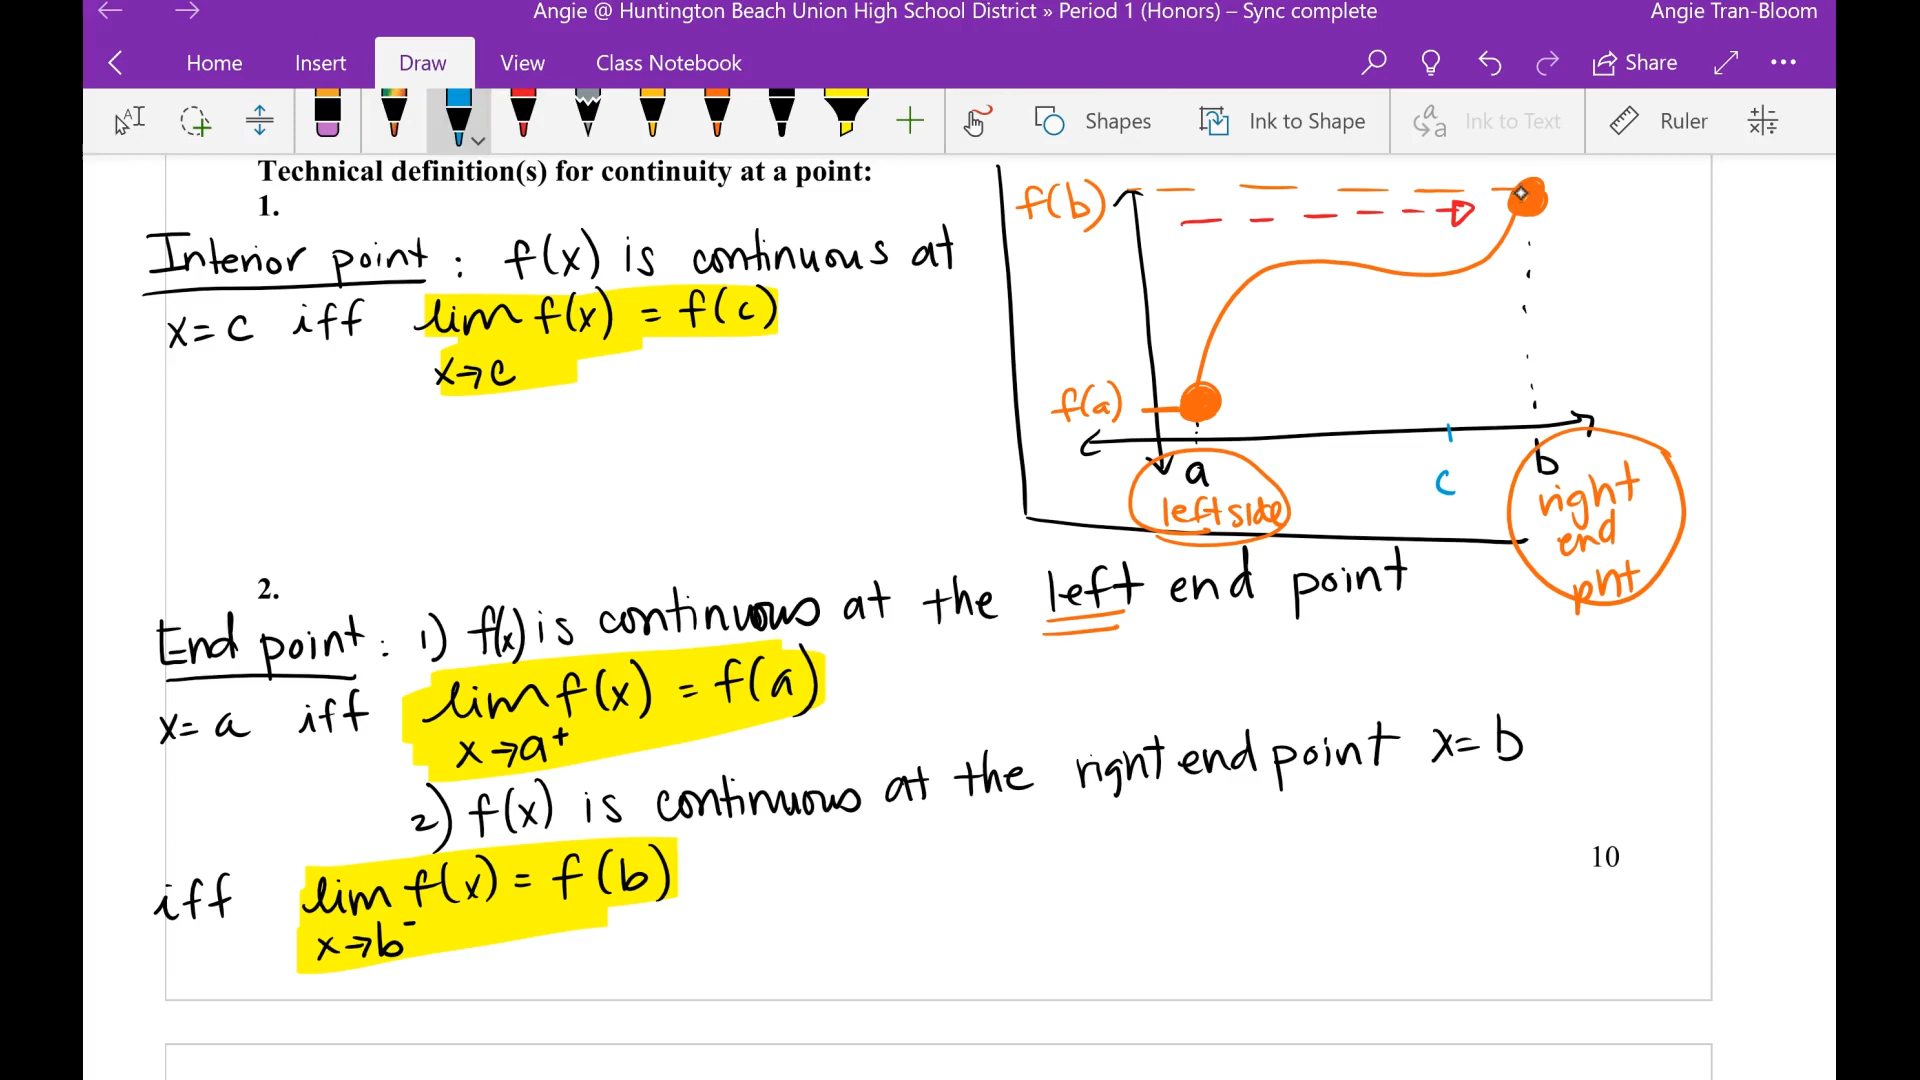 Angie @ Huntington Beach Union High School District » Period 1 (Honors) – Sync complete
Angie Tran-Bloom
Home Insert Draw View Class Notebook Share
Shapes Ink to Shape Ink to Text Ruler
Technical definition(s) for continuity at a point:
1.
Interior point : f(x) is continuous at
x = c iff lim f(x) = f(c)
x→c
f(b)
f(a)
a
c
b
left side
right
end
pnt
2.
End point : 1) f(x) is continuous at the left end point
x = a iff lim f(x) = f(a)
x→a+
2) f(x) is continuous at the right end point x = b
iff lim f(x) = f(b)
x→b-
10